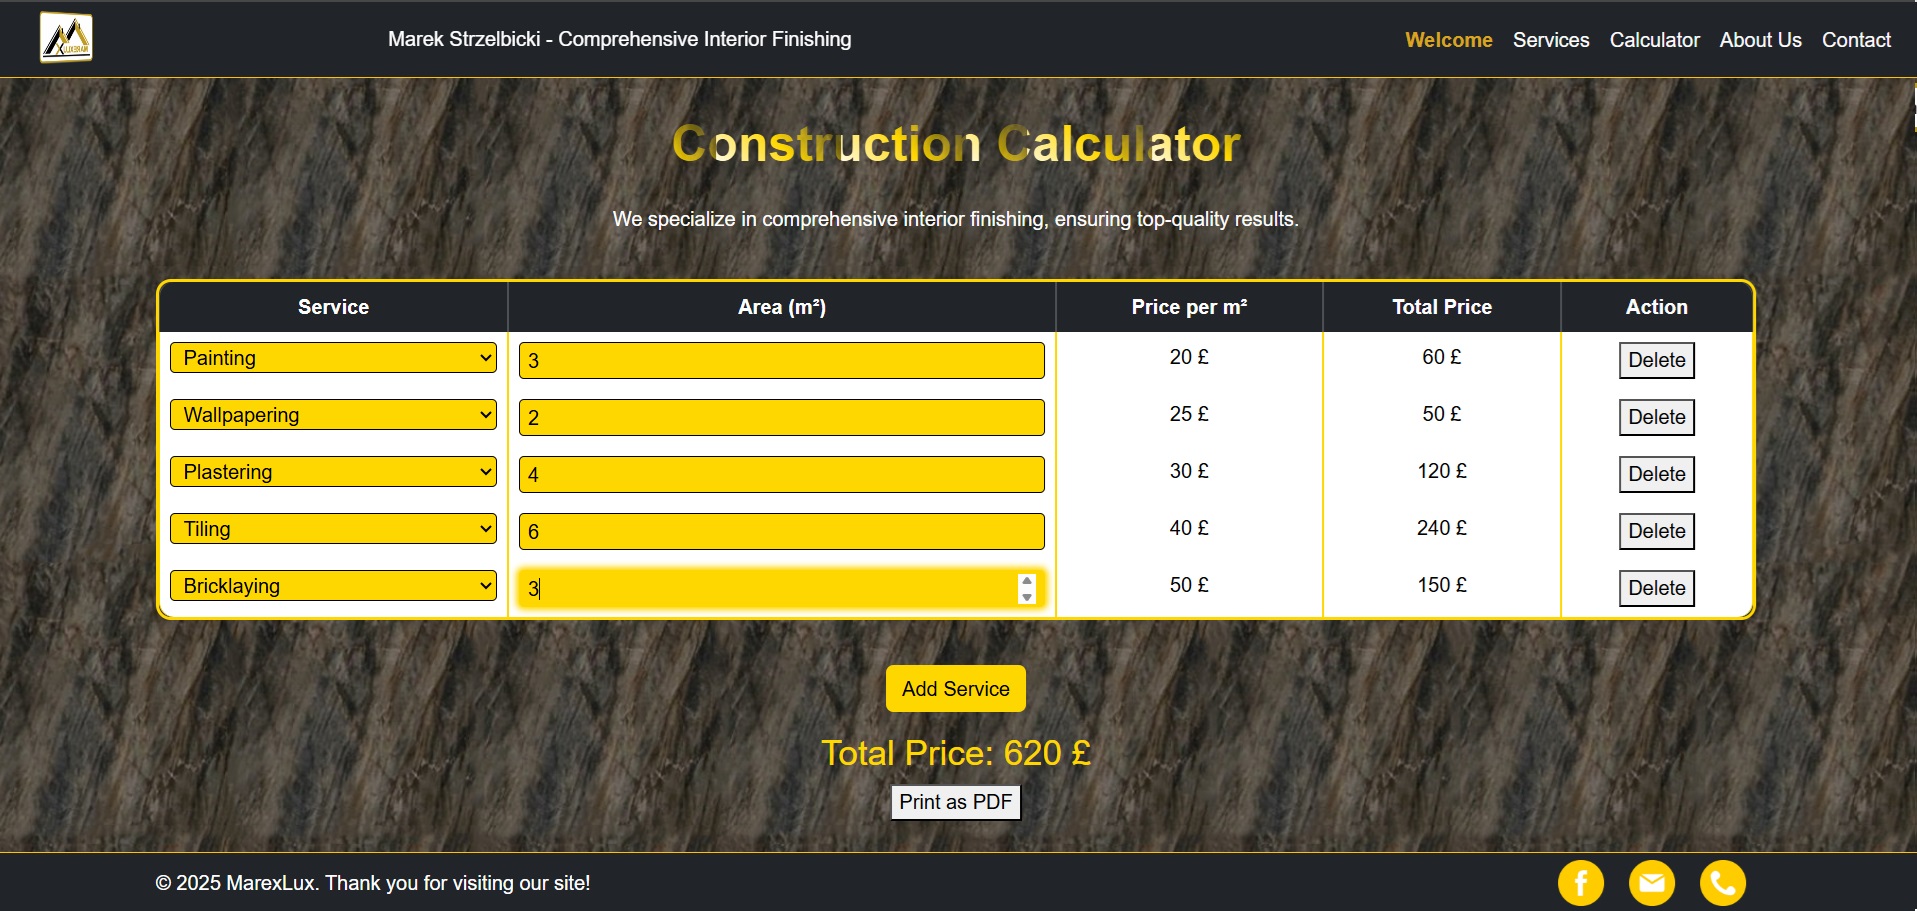 Marek Strzelbicki - Comprehensive Interior Finishing
Welcome Services Calculator About Us Contact
Construction Calculator
We specialize in comprehensive interior finishing, ensuring top-quality results.
Service Area (m²) Price per m² Total Price Action
Painting 3 20 £ 60 £ Delete
Wallpapering 2 25 £ 50 £ Delete
Plastering 4 30 £ 120 £ Delete
Tiling 6 40 £ 240 £ Delete
Bricklaying 3 50 £ 150 £ Delete
Add Service
Total Price: 620 £
Print as PDF
© 2025 MarexLux. Thank you for visiting our site!